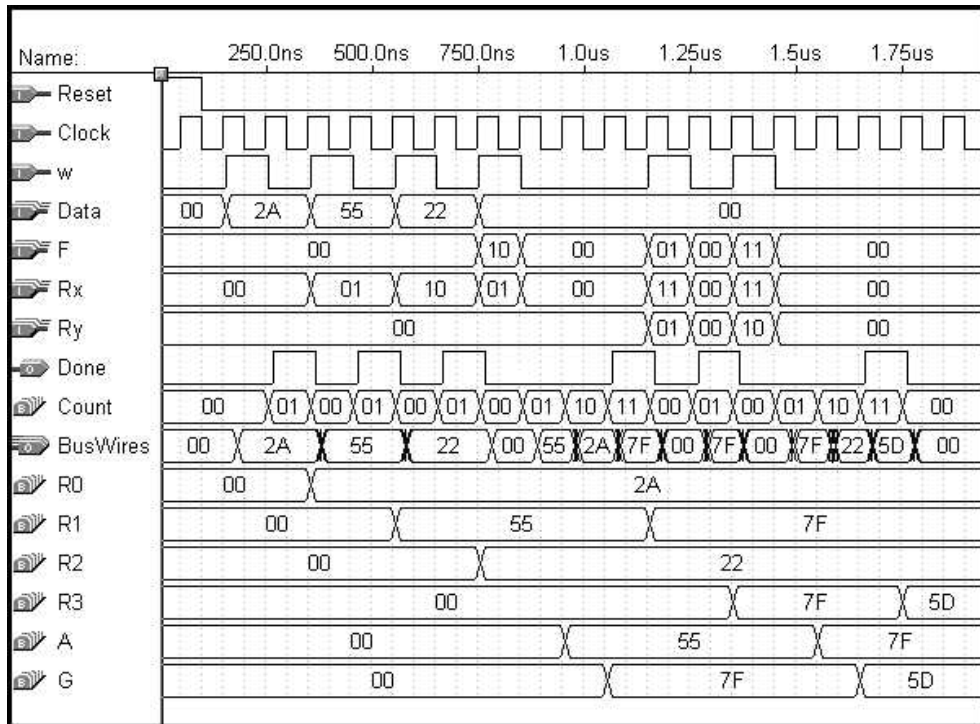 Name: 250.0ns 500.0ns 750.0ns 1.0us 1.25us 1.5us 1.75us
Reset
Clock
w
Data 00 2A 55 22 00
F 00 10 00 01 00 11 00
Rx 00 01 10 01 00 11 00 11 00
Ry 00 01 00 10 00
Done
Count 00 01 00 01 00 01 00 01 10 11 00 01 00 01 10 11 00
BusWires 00 2A 55 22 00 55 2A 7F 00 7F 00 7F 22 5D 00
R0 00 2A
R1 00 55 7F
R2 00 22
R3 00 7F 5D
A 00 55 7F
G 00 7F 5D